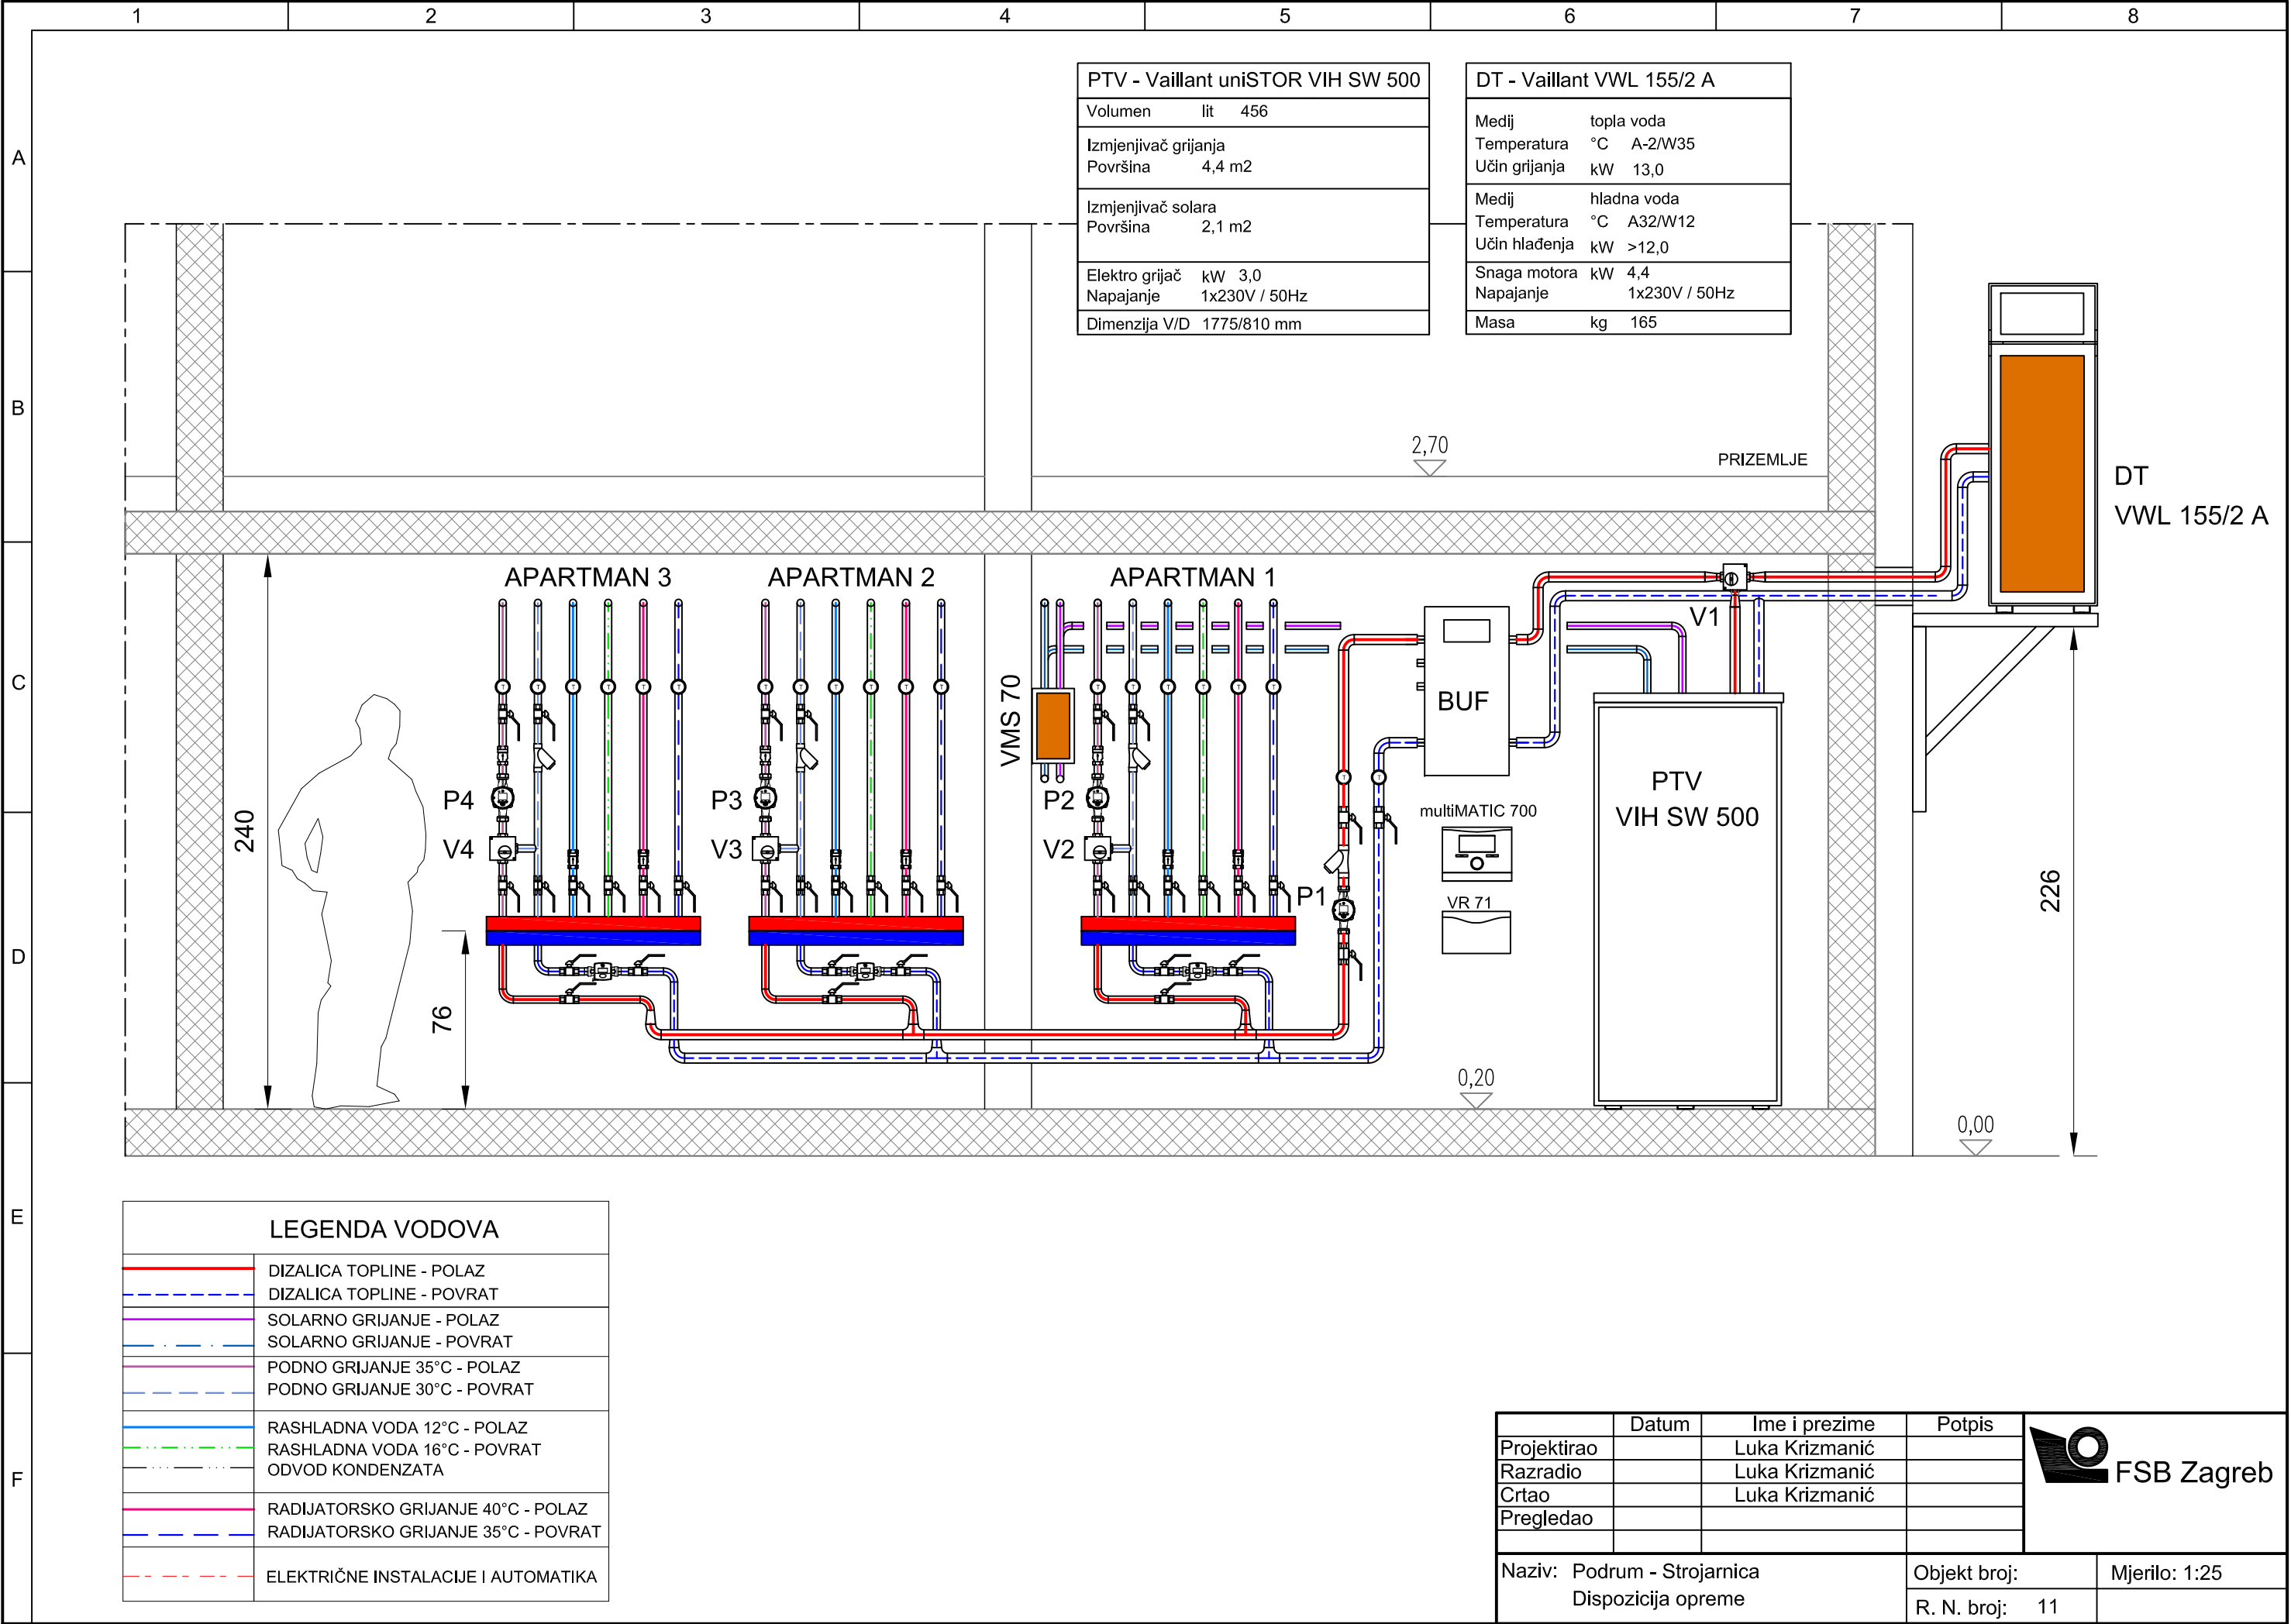 1 2 3 4 5 6 7 8
A
B
C
D
E
F
PTV - Vaillant uniSTOR VIH SW 500
Volumen lit 456
Izmjenjivač grijanja
Površina 4,4 m2
Izmjenjivač solara
Površina 2,1 m2
Elektro grijač kW 3,0
Napajanje 1x230V / 50Hz
Dimenzija V/D 1775/810 mm
DT - Vaillant VWL 155/2 A
Medij topla voda
Temperatura °C A-2/W35
Učin grijanja kW 13,0
Medij hladna voda
Temperatura °C A32/W12
Učin hlađenja kW >12,0
Snaga motora kW 4,4
Napajanje 1x230V / 50Hz
Masa kg 165
2,70
PRIZEMLJE
DT
VWL 155/2 A
APARTMAN 3
APARTMAN 2
APARTMAN 1
V1
VMS 70
BUF
P4
P3
P2
V4
V3
V2
P1
multiMATIC 700
VR 71
PTV
VIH SW 500
240
76
226
0,20
0,00
LEGENDA VODOVA
DIZALICA TOPLINE - POLAZ
DIZALICA TOPLINE - POVRAT
SOLARNO GRIJANJE - POLAZ
SOLARNO GRIJANJE - POVRAT
PODNO GRIJANJE 35°C - POLAZ
PODNO GRIJANJE 30°C - POVRAT
RASHLADNA VODA 12°C - POLAZ
RASHLADNA VODA 16°C - POVRAT
ODVOD KONDENZATA
RADIJATORSKO GRIJANJE 40°C - POLAZ
RADIJATORSKO GRIJANJE 35°C - POVRAT
ELEKTRIČNE INSTALACIJE I AUTOMATIKA
Datum Ime i prezime Potpis
Projektirao Luka Krizmanić
Razradio Luka Krizmanić
Crtao Luka Krizmanić
Pregledao
FSB Zagreb
Naziv: Podrum - Strojarnica
Dispozicija opreme
Objekt broj:
Mjerilo: 1:25
R. N. broj: 11